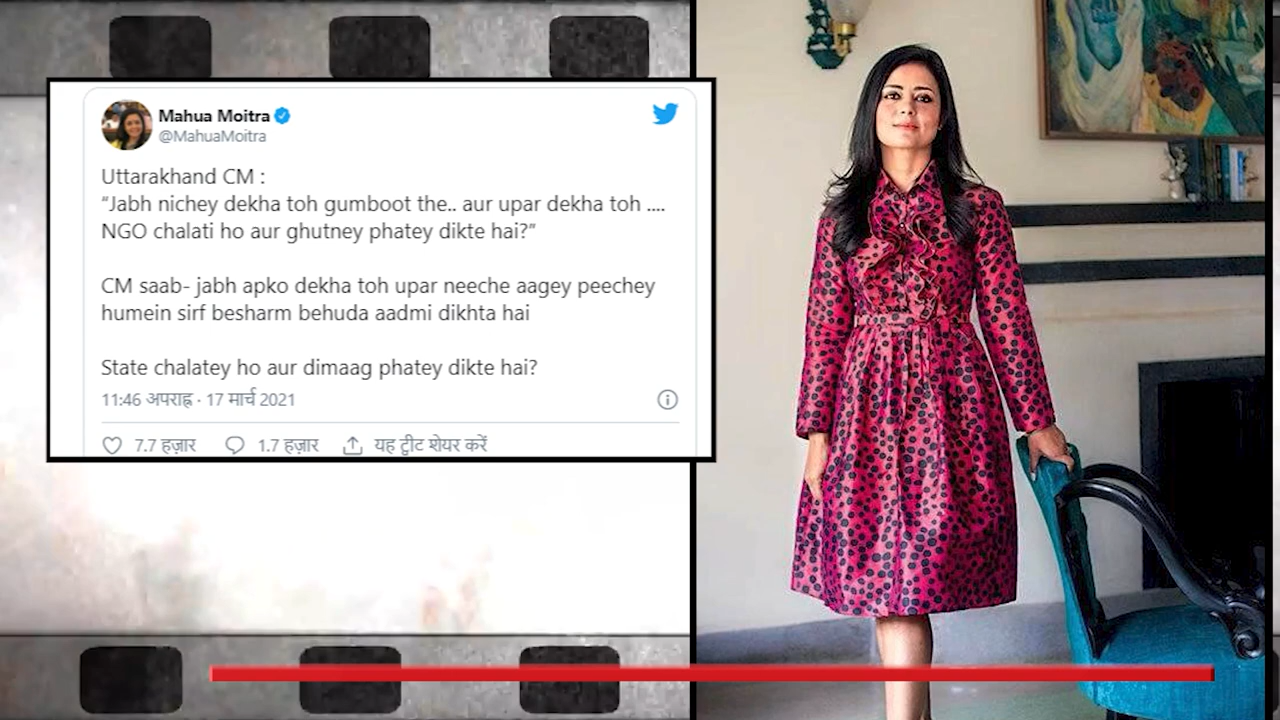 Mahua Moitra
@MahuaMoitra
Uttarakhand CM :
“Jabh nichey dekha toh gumboot the.. aur upar dekha toh ....
NGO chalati ho aur ghutney phatey dikte hai?”
CM saab- jabh apko dekha toh upar neeche aagey peechey
humein sirf besharm behuda aadmi dikhta hai
State chalatey ho aur dimaag phatey dikte hai?
11:46 अपराह्न · 17 मार्च 2021
7.7 हज़ार 1.7 हज़ार यह ट्वीट शेयर करें